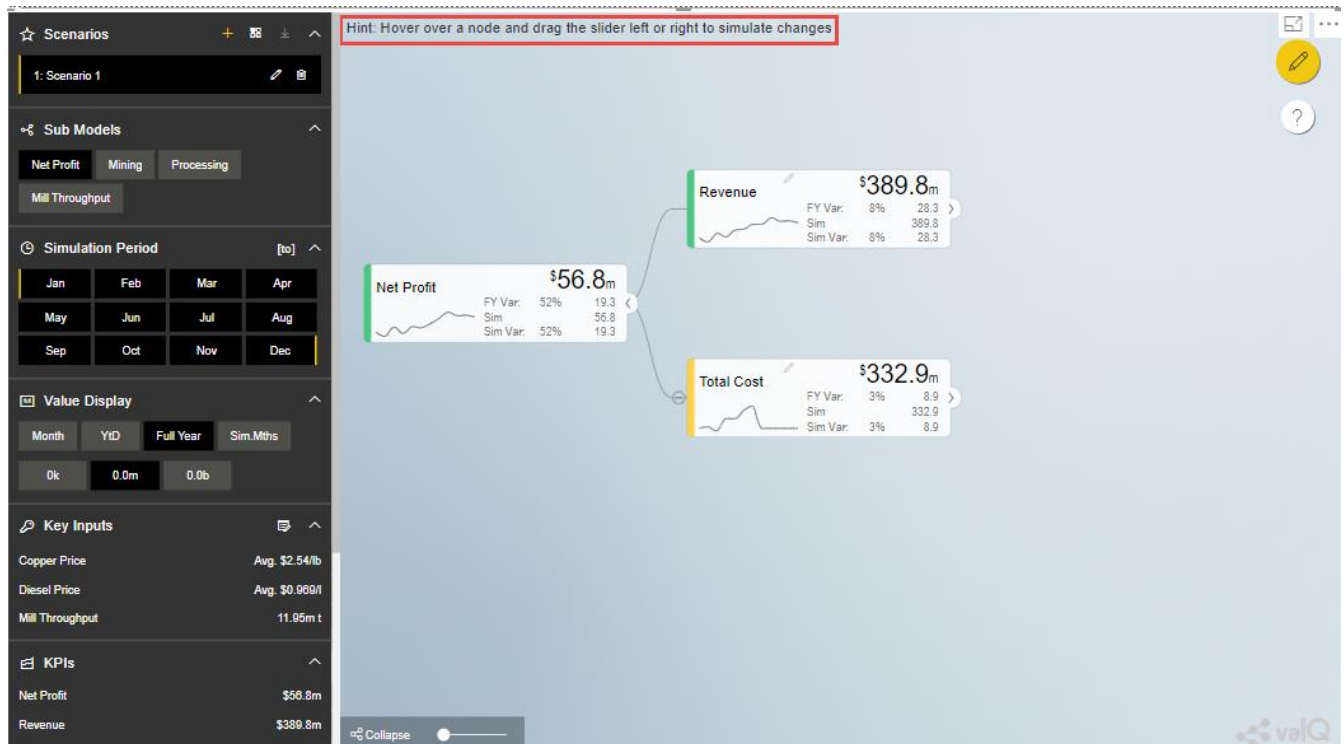 Scenarios
1: Scenario 1
Sub Models
Net Profit Mining Processing
Mill Throughput
Simulation Period [to]
Jan Feb Mar Apr
May Jun Jul Aug
Sep Oct Nov Dec
Value Display
Month YtD Full Year Sim.Mths
0k 0.0m 0.0b
Key Inputs
Copper Price Avg. $2.54/lb
Diesel Price Avg. $0.969/l
Mill Throughput 11.95m t
KPIs
Net Profit $56.8m
Revenue $389.8m
Hint: Hover over a node and drag the slider left or right to simulate changes
?
Revenue $389.8m
FY Var: 8% 28.3
Sim 389.8
Sim Var: 8% 28.3
Net Profit $56.8m
FY Var: 52% 19.3
Sim 56.8
Sim Var: 52% 19.3
Total Cost $332.9m
FY Var: 3% 8.9
Sim 332.9
Sim Var: 3% 8.9
Collapse
valQ